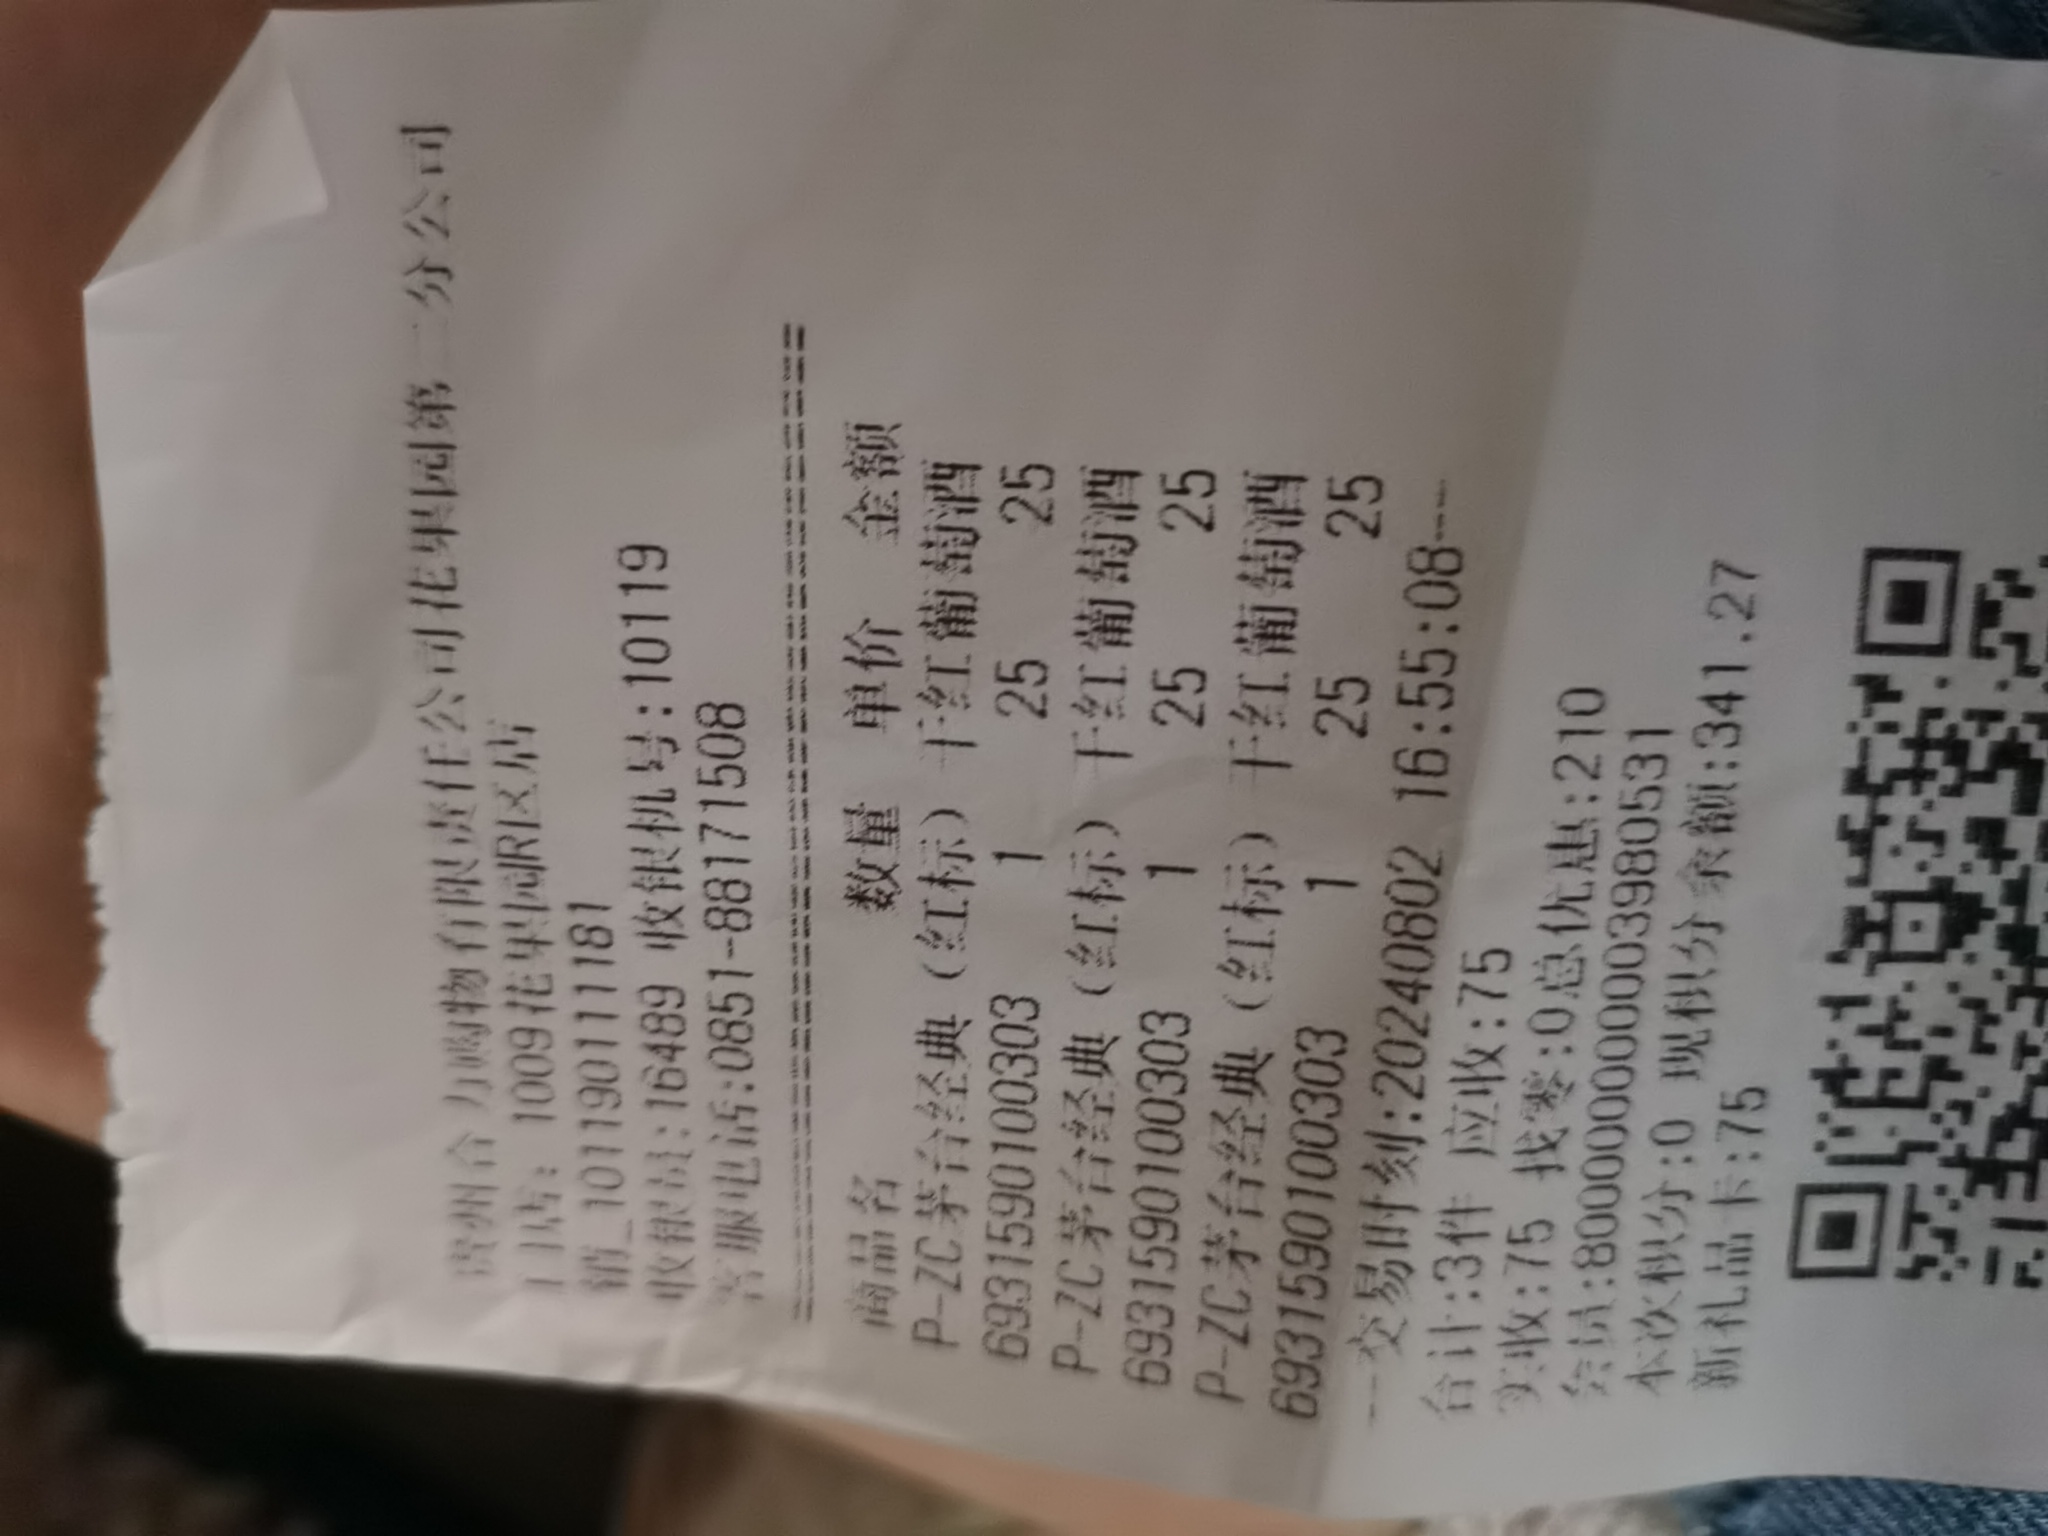 贵州合力购物有限责任公司花果园第二分公司
门店: 1009花果园R区店
销_1011901111181
收银员:16489 收银机号:10119
客服电话:0851-88171508
商品名 数量 单价 金额
P-ZC茅台经典（红标）干红葡萄酒
6931590100303 1 25 25
P-ZC茅台经典（红标）干红葡萄酒
6931590100303 1 25 25
P-ZC茅台经典（红标）干红葡萄酒
6931590100303 1 25 25
--交易时刻:20240802 16:55:08---
合计:3件 应收:75
实收:75 找零:0总优惠:210
会员:8000000000039805​31
本次积分:0 现积分余额:341.27
新礼品卡:75